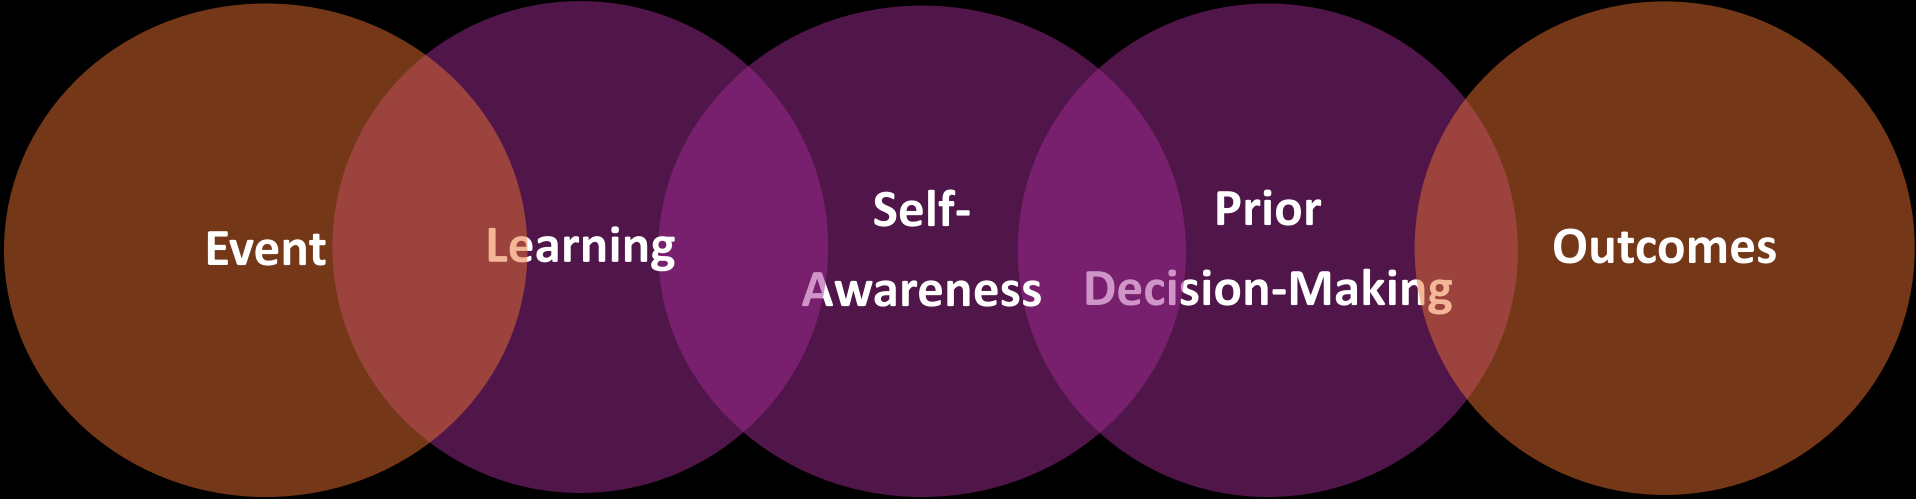 Event
Learning
Self-
Awareness
Prior
Decision-Making
Outcomes